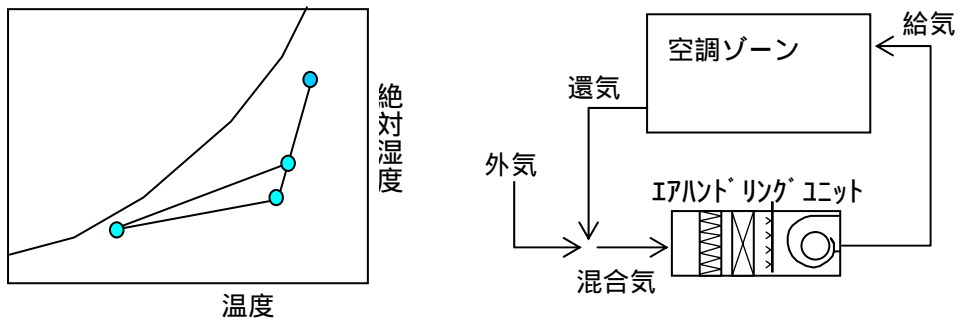 絶対湿度
温度
給気
空調ゾーン
還気
外気
ｴｱﾊﾝﾄﾞﾘﾝｸﾞﾕﾆｯﾄ
混合気